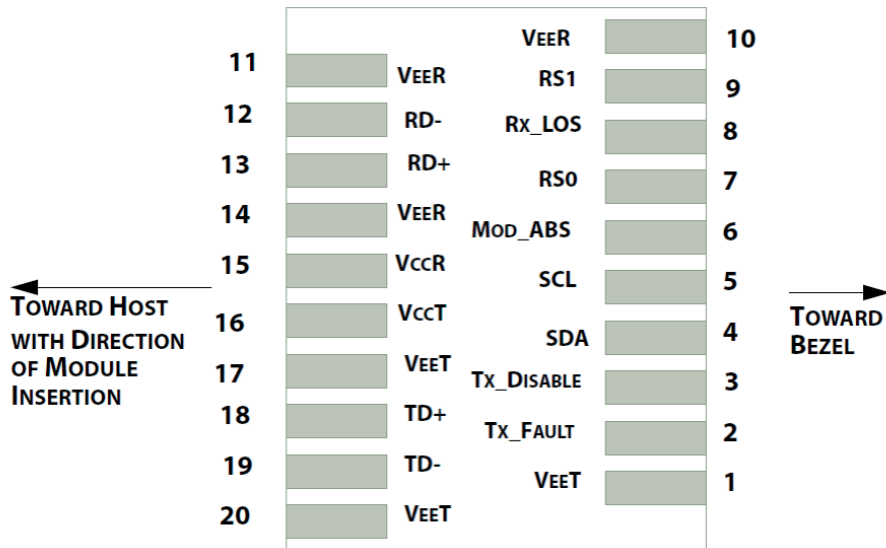 VEER 10
11 VEER
RS1 9
12 RD-
RX_LOS 8
13 RD+
RS0 7
14 VEER
MOD_ABS 6
15 VCCR
SCL 5
TOWARD HOST
WITH DIRECTION
OF MODULE
INSERTION
TOWARD
BEZEL
16 VCCT
SDA 4
17 VEET
TX_DISABLE 3
18 TD+
TX_FAULT 2
19 TD-
VEET 1
20 VEET